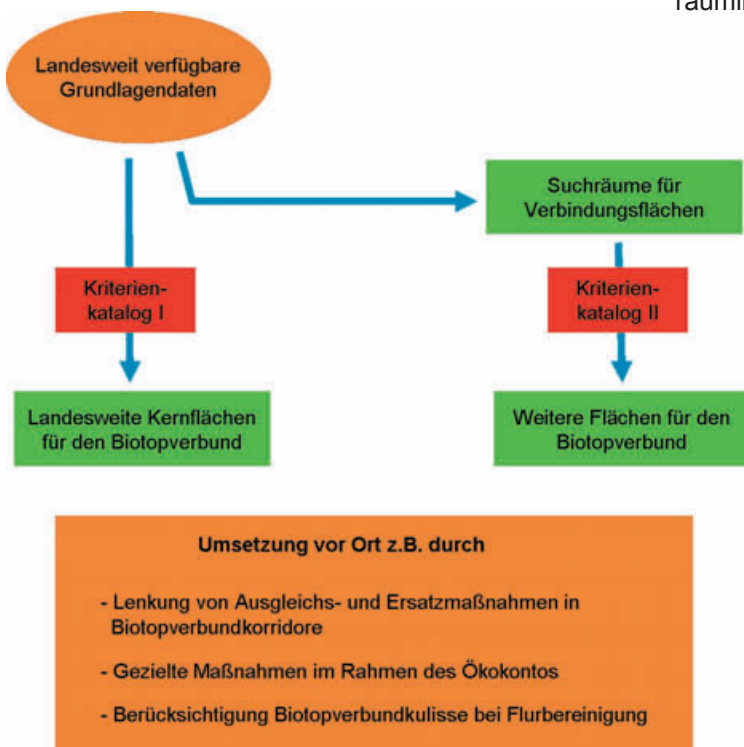 räumli
Landesweit verfügbare
Grundlagendaten
Suchräume für
Verbindungsflächen
Kriterien-
katalog I
Kriterien-
katalog II
Landesweite Kernflächen
für den Biotopverbund
Weitere Flächen für den
Biotopverbund
Umsetzung vor Ort z.B. durch
- Lenkung von Ausgleichs- und Ersatzmaßnahmen in
Biotopverbundkorridore
- Gezielte Maßnahmen im Rahmen des Ökokontos
- Berücksichtigung Biotopverbundkulisse bei Flurbereinigung